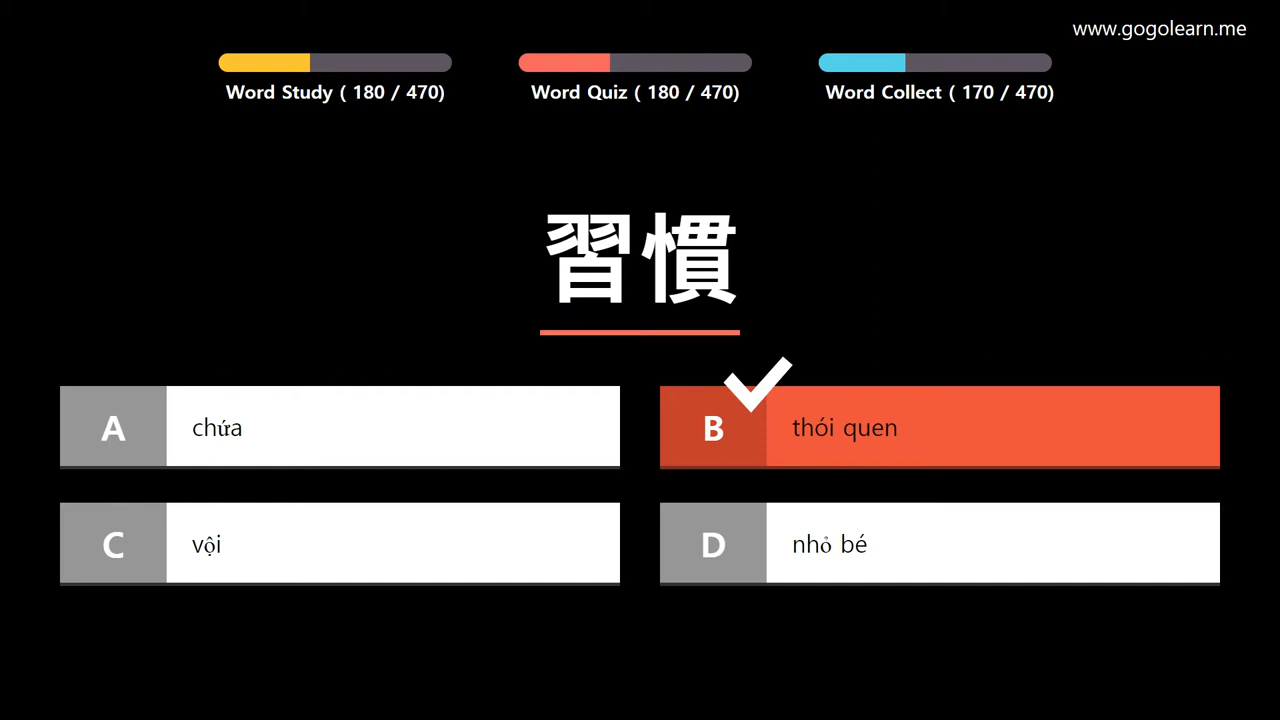 www.gogolearn.me
Word Study ( 180 / 470)
Word Quiz ( 180 / 470)
Word Collect ( 170 / 470)
習慣
A chứa
B thói quen
C vội
D nhỏ bé